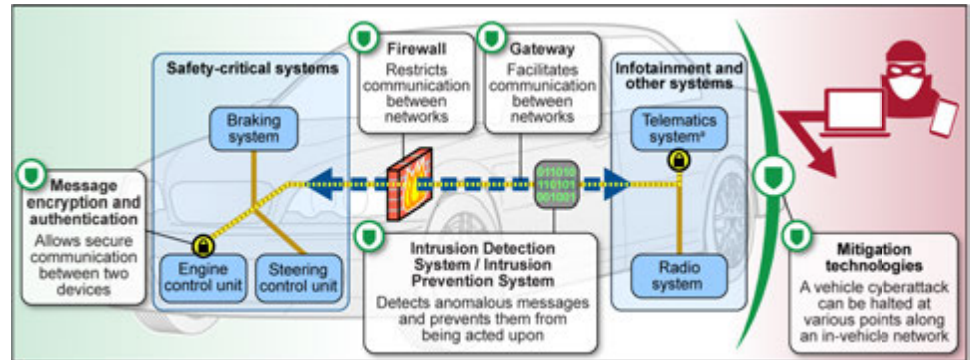 Safety-critical systems
Braking
system
Engine
control unit
Steering
control unit
Message
encryption and
authentication
Allows secure
communication
between two
devices
Firewall
Restricts
communication
between
networks
Gateway
Facilitates
communication
between
networks
011010
110101
001001
Intrusion Detection
System / Intrusion
Prevention System
Detects anomalous messages
and prevents them from
being acted upon
Infotainment and
other systems
Telematics
systemª
Radio
system
Mitigation
technologies
A vehicle cyberattack
can be halted at
various points along
an in-vehicle network